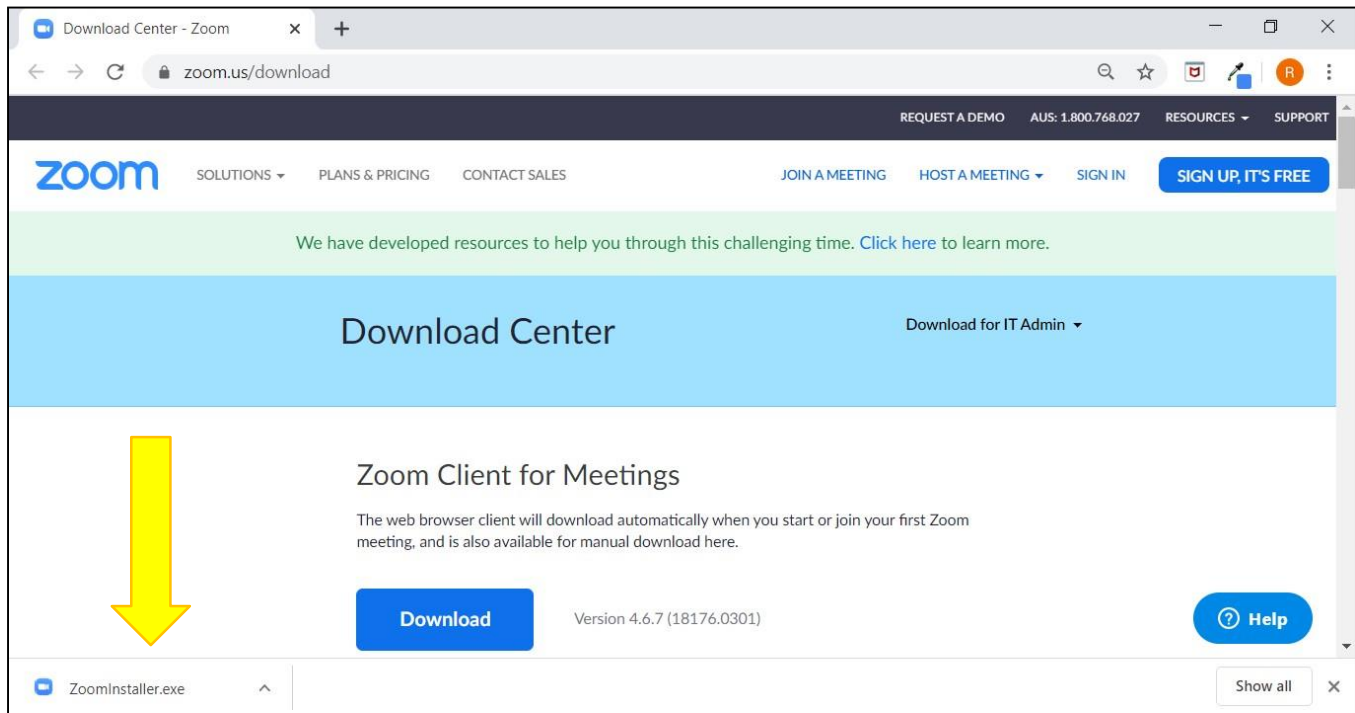 Download Center - Zoom
zoom.us/download
R
REQUEST A DEMO AUS: 1.800.768.027 RESOURCES SUPPORT
zoom SOLUTIONS PLANS & PRICING CONTACT SALES JOIN A MEETING HOST A MEETING SIGN IN SIGN UP, IT'S FREE
We have developed resources to help you through this challenging time. Click here to learn more.
Download Center Download for IT Admin
Zoom Client for Meetings
The web browser client will download automatically when you start or join your first Zoom
meeting, and is also available for manual download here.
Download Version 4.6.7 (18176.0301)
Help
ZoomInstaller.exe Show all